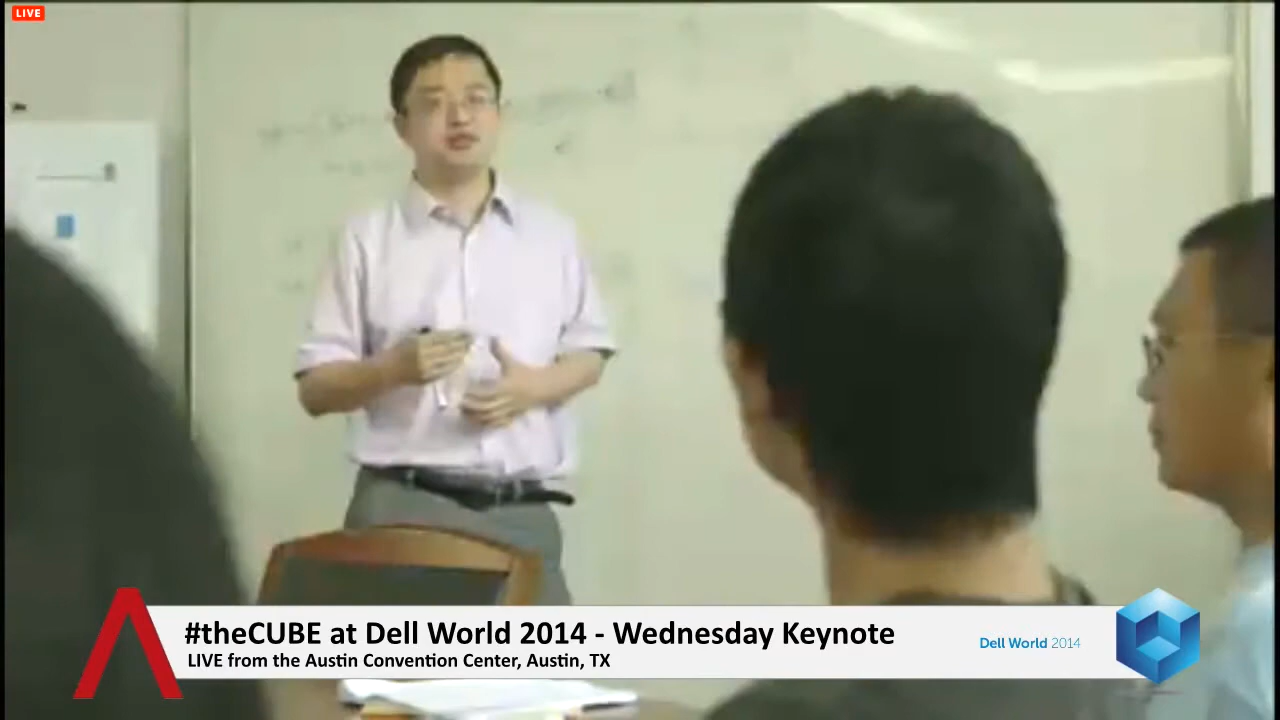 LIVE
#theCUBE at Dell World 2014 - Wednesday Keynote
LIVE from the Austin Convention Center, Austin, TX
Dell World 2014